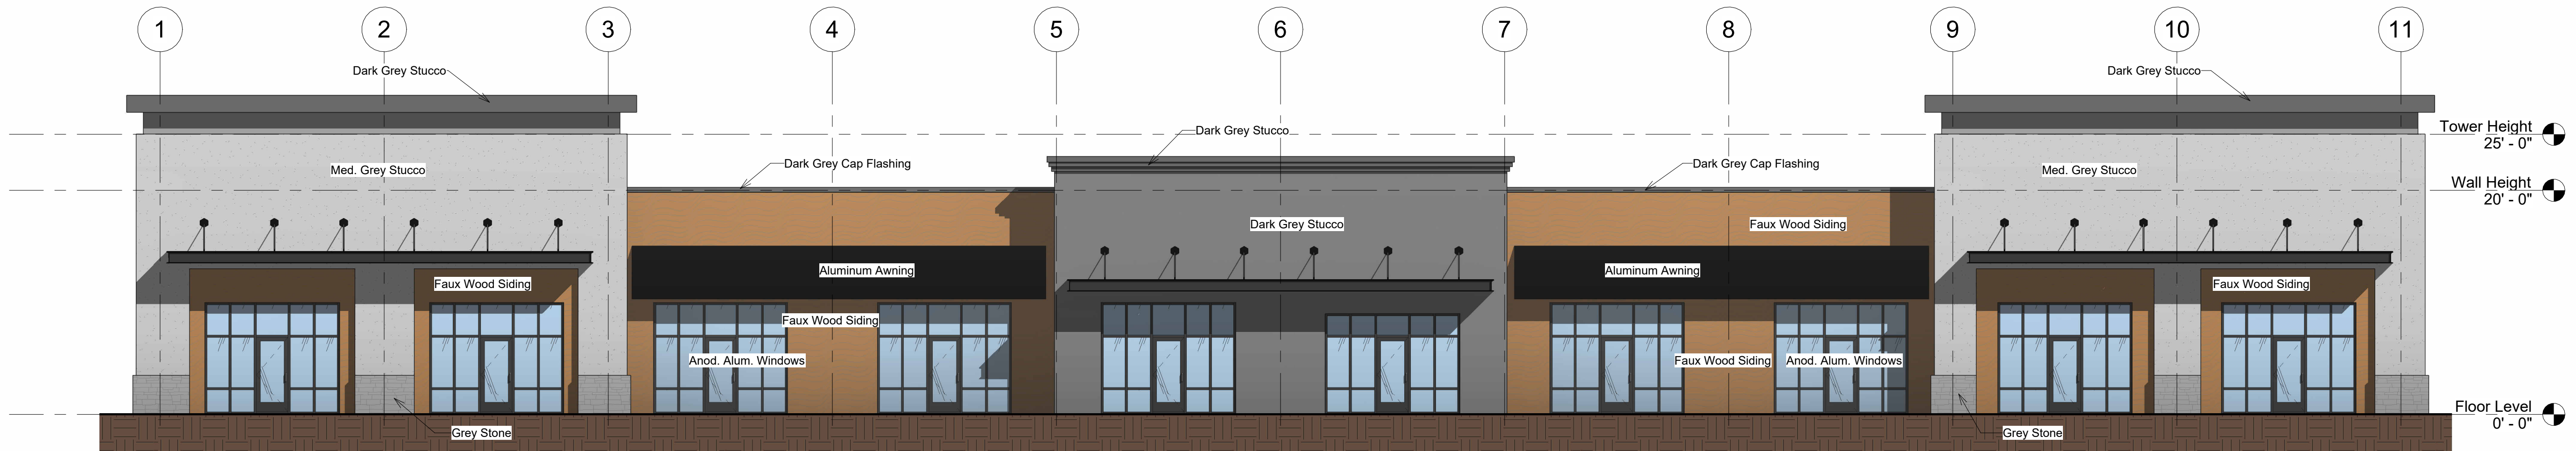 1
2
3
4
5
6
7
8
9
10
11
Dark Grey Stucco
Dark Grey Stucco
Tower Height
25' - 0"
Dark Grey Stucco
Dark Grey Cap Flashing
Dark Grey Cap Flashing
Med. Grey Stucco
Med. Grey Stucco
Wall Height
20' - 0"
Dark Grey Stucco
Faux Wood Siding
Aluminum Awning
Aluminum Awning
Faux Wood Siding
Faux Wood Siding
Faux Wood Siding
Anod. Alum. Windows
Faux Wood Siding
Anod. Alum. Windows
Floor Level
0' - 0"
Grey Stone
Grey Stone